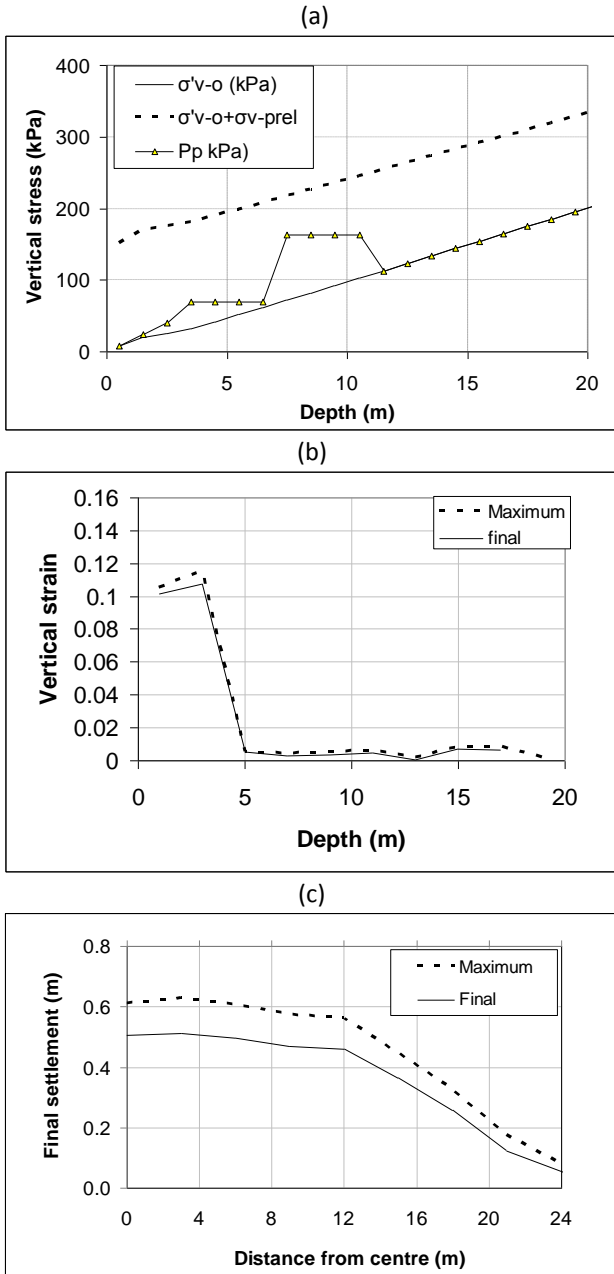 (a)
400
300
200
100
0
Vertical stress (kPa)
σ'v-o (kPa)
σ'v-o+σv-prel
Pp kPa)
0 5 10 15 20
Depth (m)
(b)
0.16
0.14
0.12
0.1
0.08
0.06
0.04
0.02
0
Vertical strain
Maximum
final
0 5 10 15 20
Depth (m)
(c)
0.8
0.6
0.4
0.2
0.0
Final settlement (m)
Maximum
Final
0 4 8 12 16 20 24
Distance from centre (m)